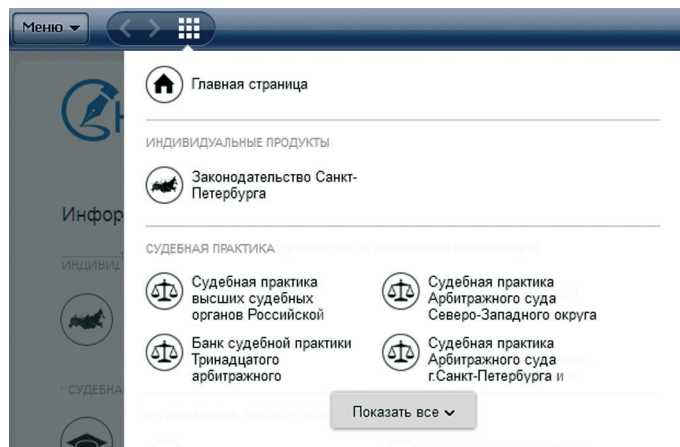 Меню
Главная страница
ИНДИВИДУАЛЬНЫЕ ПРОДУКТЫ
Законодательство Санкт-
Петербурга
Инфор
СУДЕБНАЯ ПРАКТИКА
ИНДИВИД
Судебная практика
высших судебных
органов Российской
Судебная практика
Арбитражного суда
Северо-Западного округа
Банк судебной практики
Тринадцатого
арбитражного
Судебная практика
Арбитражного суда
г.Санкт-Петербурга и
СУДЕБНА
Показать все